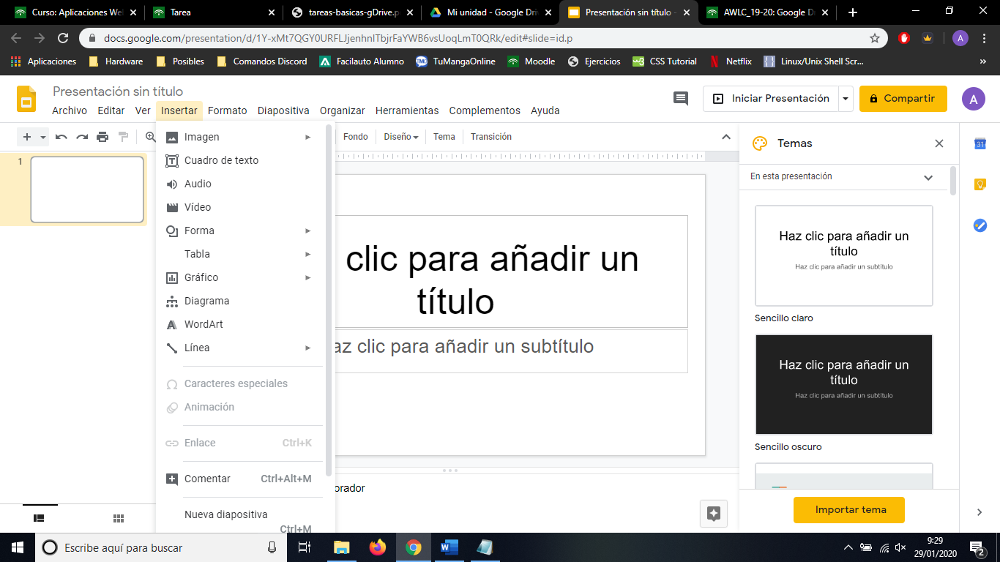 Curso: Aplicaciones We
Tarea
tareas-basicas-gDrive.p
Mi unidad - Google Dri
Presentación sin título -
AWLC_19-20: Google D
docs.google.com/presentation/d/1Y-xMt7QGY0URFLJjenhnITbjrFaYWB6vsUoqLmT0QRk/edit#slide=id.p
A
Aplicaciones
Hardware
Posibles
Comandos Discord
Facilauto Alumno
TuMangaOnline
Moodle
Ejercicios
CSS Tutorial
Netflix
Linux/Unix Shell Scr...
»
Presentación sin título
Archivo Editar Ver Insertar Formato Diapositiva Organizar Herramientas Complementos Ayuda
Iniciar Presentación
Compartir
A
Fondo
Diseño
Tema
Transición
Imagen
Cuadro de texto
Audio
Vídeo
Forma
Tabla
Gráfico
Diagrama
WordArt
Línea
Caracteres especiales
Animación
Enlace Ctrl+K
Comentar Ctrl+Alt+M
Nueva diapositiva
Ctrl+M
1
clic para añadir un
título
az clic para añadir un subtítulo
orador
Temas
En esta presentación
Haz clic para añadir un
título
Haz clic para añadir un subtítulo
Sencillo claro
Haz clic para añadir un
título
Haz clic para añadir un subtítulo
Sencillo oscuro
Importar tema
31
Escribe aquí para buscar
9:29
29/01/2020
2